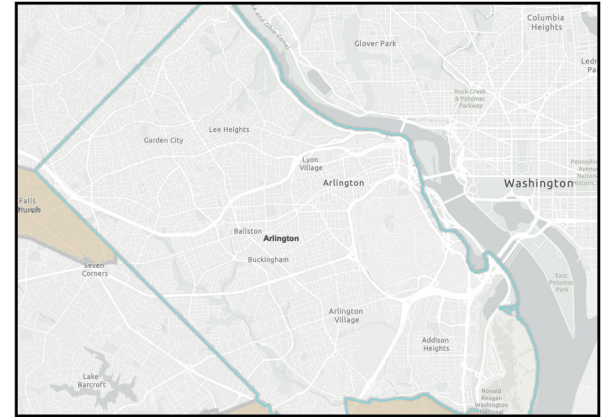 Columbia
Heights
Glover Park
Rock Creek
& Potomac
Parkway
Lee Heights
Garden City
Lyon
Village
Arlington
Washington
Falls
Ballston
Arlington
Buckingham
Seven
Corners
East
Potomac
Park
Arlington
Village
Addison
Heights
Lake
Barcroft
Ronald
Reagan
Washington
National